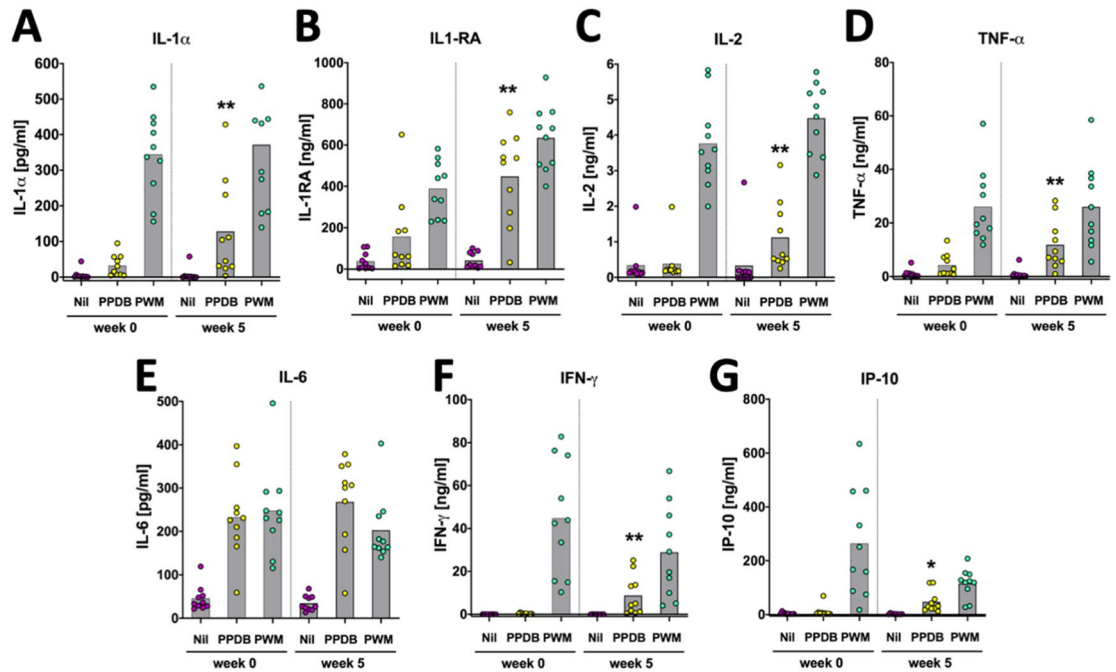 A
IL-1α
IL-1α [pg/ml]
600
500
400
300
200
100
0
**
Nil PPDB PWM Nil PPDB PWM
week 0 week 5
B
IL1-RA
IL-1RA [ng/ml]
1000
800
600
400
200
0
**
Nil PPDB PWM Nil PPDB PWM
week 0 week 5
C
IL-2
IL-2 [ng/ml]
6
4
2
0
**
Nil PPDB PWM Nil PPDB PWM
week 0 week 5
D
TNF-α
TNF-α [ng/ml]
80
60
40
20
0
**
Nil PPDB PWM Nil PPDB PWM
week 0 week 5
E
IL-6
IL-6 [pg/ml]
500
400
300
200
100
0
Nil PPDB PWM Nil PPDB PWM
week 0 week 5
F
IFN-γ
IFN-γ [ng/ml]
100
80
60
40
20
0
**
Nil PPDB PWM Nil PPDB PWM
week 0 week 5
G
IP-10
IP-10 [ng/ml]
800
600
400
200
0
*
Nil PPDB PWM Nil PPDB PWM
week 0 week 5